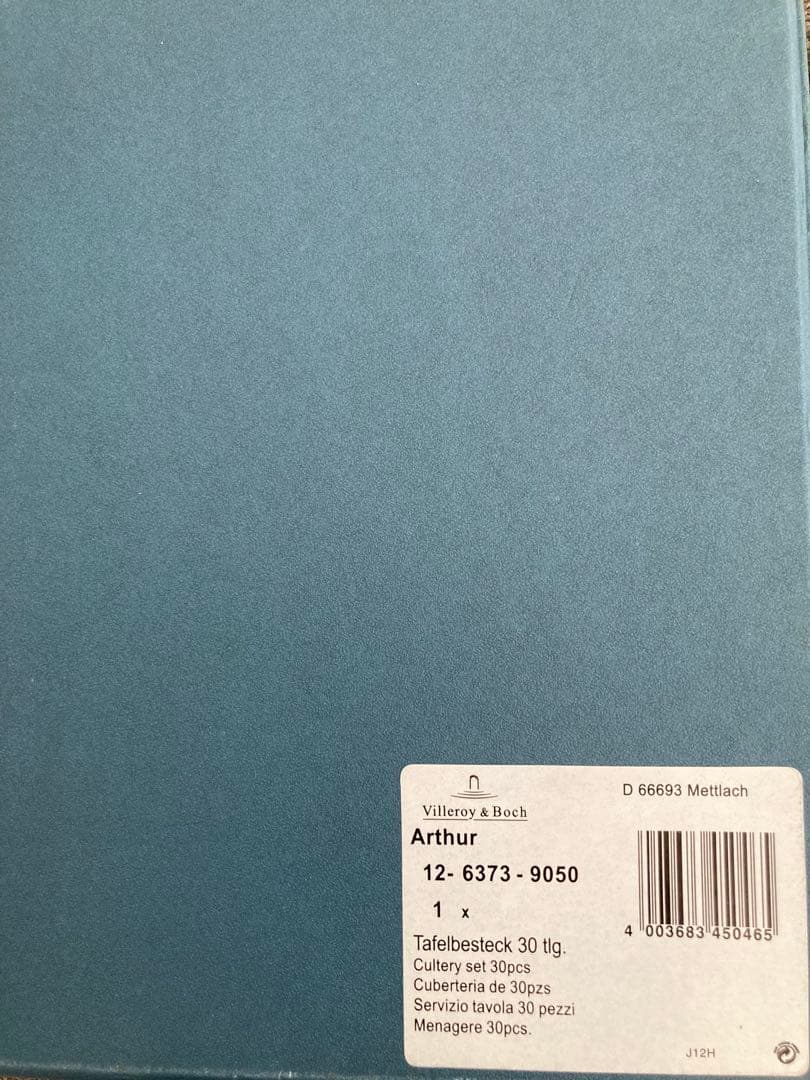 Villeroy & Boch
D 66693 Mettlach
Arthur
12- 6373 - 9050
1 x
4 003683 450465
Tafelbesteck 30 tlg.
Cultery set 30pcs
Cuberteria de 30pzs
Servizio tavola 30 pezzi
Menagere 30pcs.
J12H